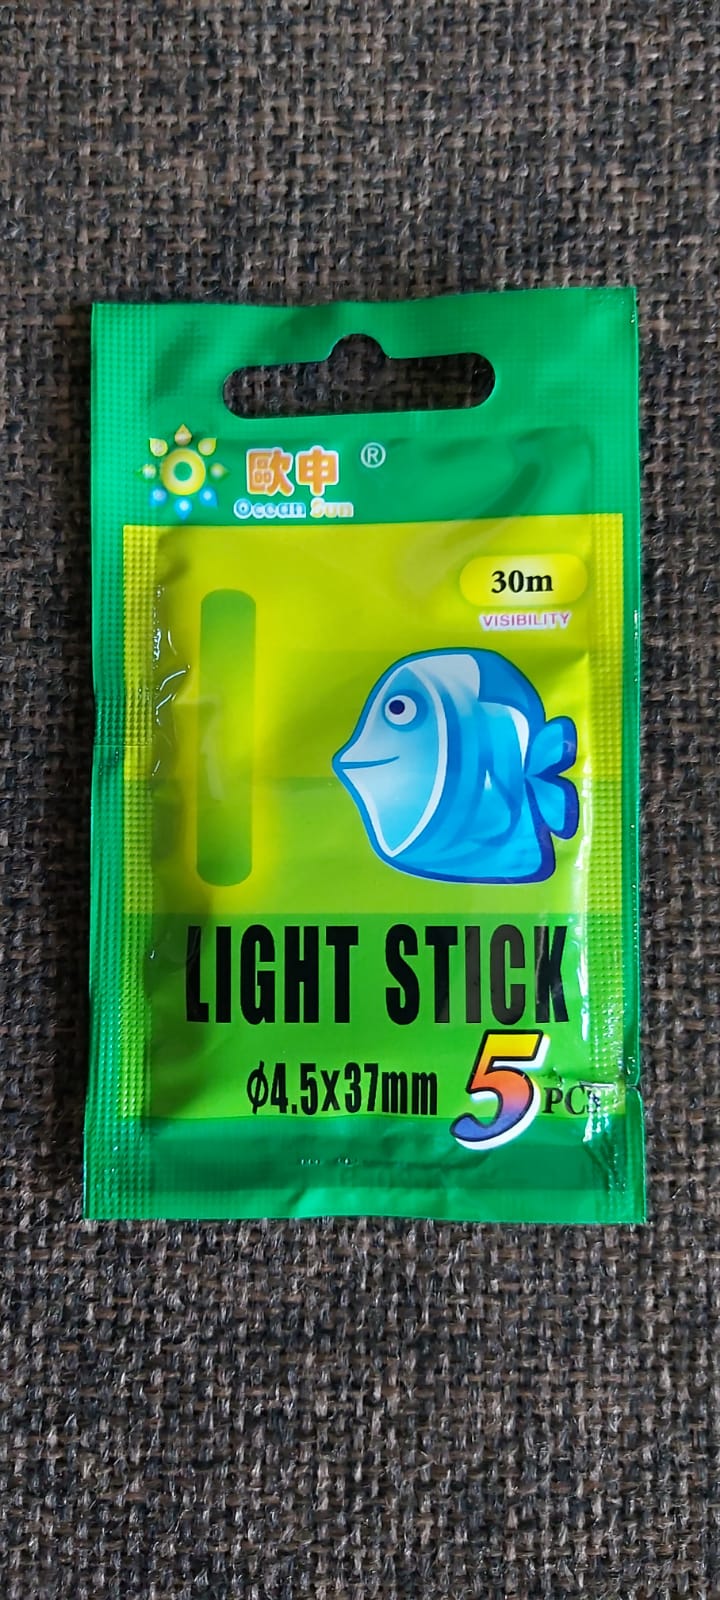 歐申 ®
Ocean Sun
30m
VISIBILITY
LIGHT STICK
ϕ4.5x37mm 5 PCS